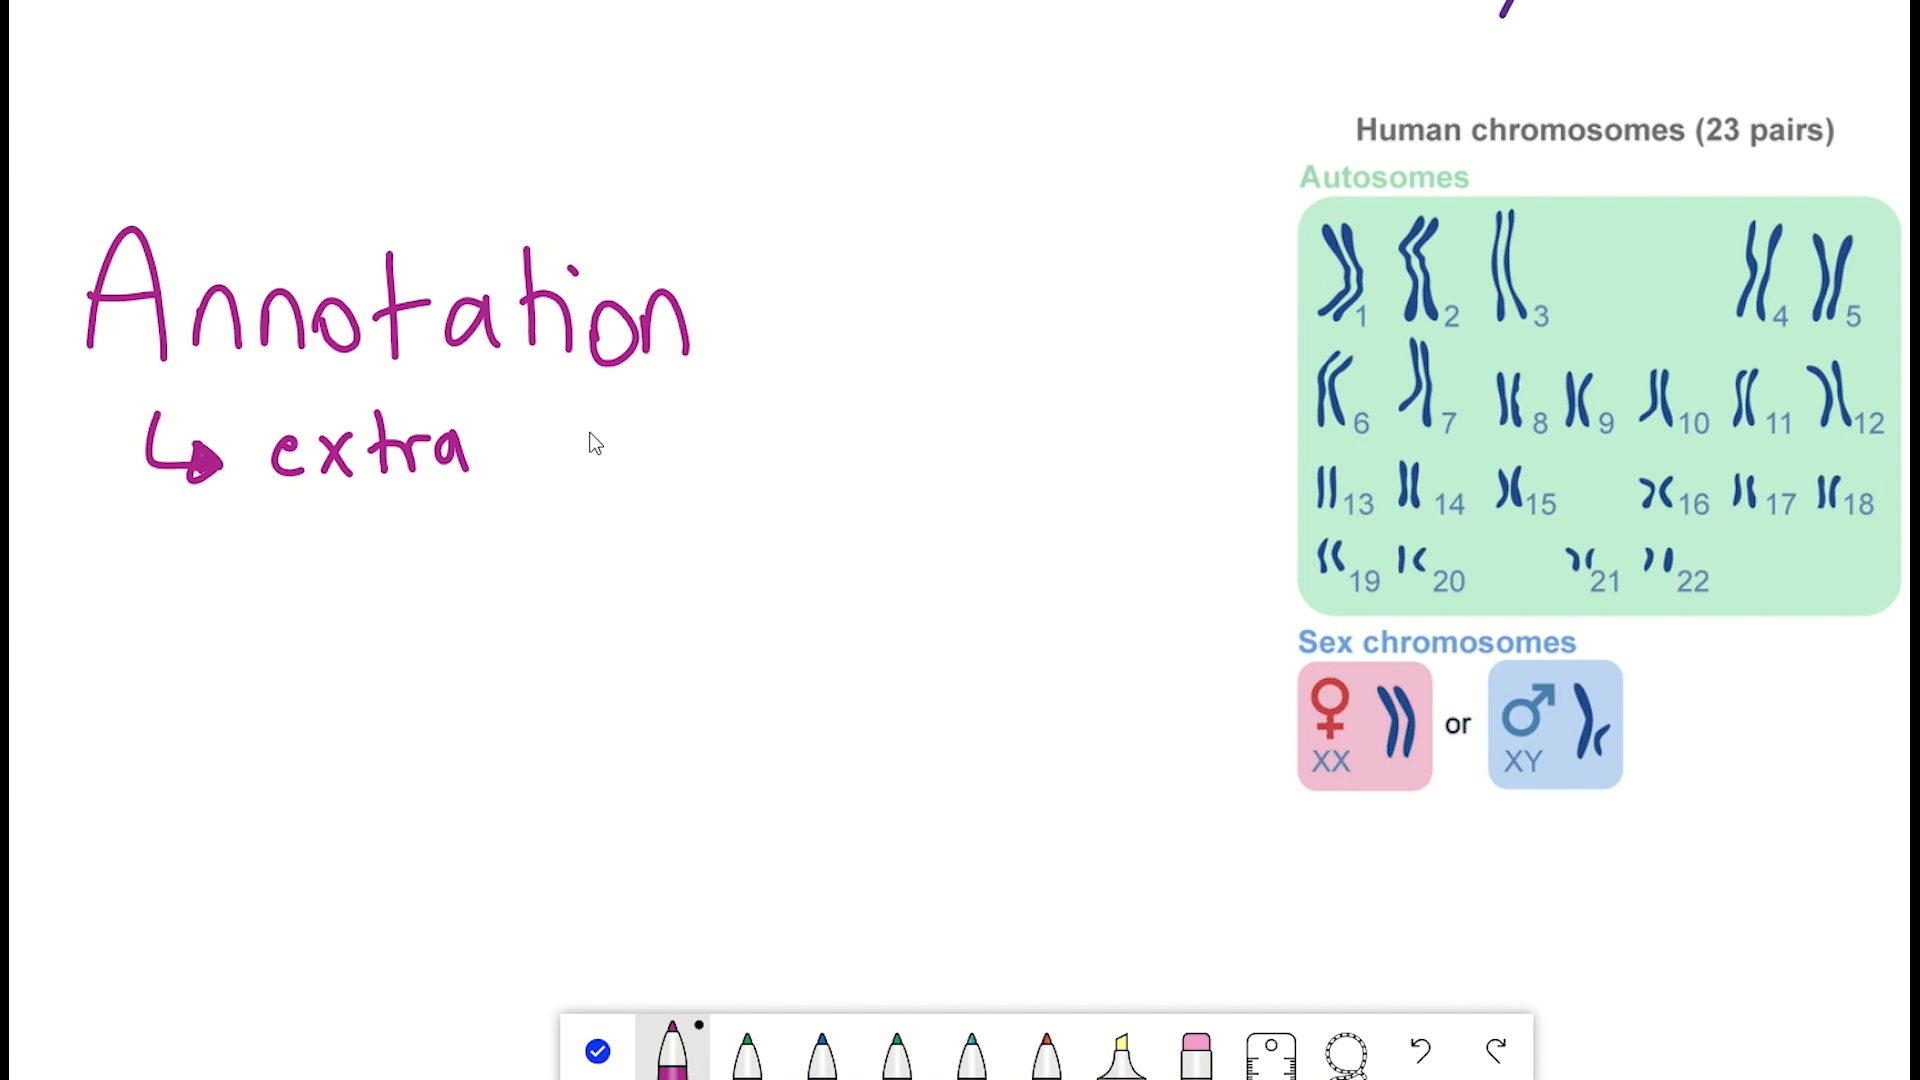 Annotation
extra
Human chromosomes (23 pairs)
Autosomes
1 2 3 4 5
6 7 8 9 10 11 12
13 14 15 16 17 18
19 20 21 22
Sex chromosomes
XX or XY